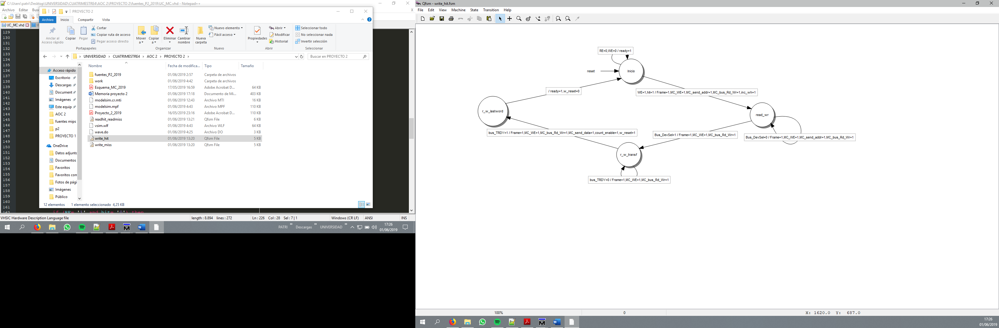 C:\Users\patri\Desktop\UNIVERSIDAD\CUATRIMESTRE4\AOC 2\PROYECTO 2\fuentes_P2_2019\UC_MC.vhd - Notepad++
Archivo Editar
X
UC_MC.vhd
129
130
131
132
133
134
135
136
137
138
139
140
141
142
143
144
145
146
147
148
149
150
151
152
153
154
155
156
157
158
159
160
161
162
if (RE= '1' and hit= '0') then
PROYECTO 2
Archivo Inicio Compartir Vista
Anclar al Acceso rápido
Copiar
Pegar
Cortar
Copiar ruta de acceso
Pegar acceso directo
Portapapeles
Mover a
Copiar a
Eliminar
Cambiar nombre
Organizar
Nueva carpeta
Nuevo elemento
Fácil acceso
Nuevo
Propiedades
Abrir
Modificar
Historial
Abrir
Seleccionar todo
No seleccionar nada
Invertir selección
Seleccionar
UNIVERSIDAD > CUATRIMESTRE4 > AOC 2 > PROYECTO 2 >
Buscar en PROYECTO 2
Acceso rápido
Escritorio
Descargas
Document
Imágenes
Este equip
AOC 2
fuentes mips
p2
PROYECTO 1
OneDrive
Datos adjunto
Documentos
Favoritos
Favoritos con
Fotos de pági
Imágenes
Público
Nombre Fecha de modifica... Tipo Tamaño
fuentes_P2_2019 01/06/2019 2:57 Carpeta de archivos
work 01/06/2019 4:42 Carpeta de archivos
Esquema_MC_2019 17/05/2019 16:59 Adobe Acrobat D... 64 KB
Memoria proyecto 2 01/06/2019 17:18 Documento de Mi... 403 KB
modelsim.cr.mti 01/06/2019 12:43 Archivo MTI 16 KB
modelsim.mpf 01/06/2019 4:43 Archivo MPF 110 KB
Proyecto_2_2019 16/05/2019 23:16 Adobe Acrobat D... 110 KB
readhit_readmiss 01/06/2019 13:21 Qfsm File 6 KB
vsim.wlf 01/06/2019 4:43 Archivo WLF 64 KB
wave.do 01/06/2019 4:25 Archivo DO 3 KB
write_hit 01/06/2019 13:20 Qfsm File 5 KB
write_miss 01/06/2019 13:20 Qfsm File 5 KB
12 elementos 1 elemento seleccionado 4,25 KB
VHSIC Hardware Description Language file length : 8.894 lines : 272 Ln : 226 Col : 28 Sel : 7 | 1 Windows (CR LF) ANSI INS
PATRI » Descargas » UNIVERSIDAD » 17:26
01/06/2019
Qfsm - write_hit.fsm
File Edit View Machine State Transition Help
RE=0,WE=0 / ready=1
reset
Inicio
/ ready=1,w_reset=0
WE=1,hit=1 / Frame=1,MC_WE=1,MC_send_addr=1,MC_bus_Rd_Wr=1,inc_wh=1
r_w_lastword
read_wr
bus_TRDY=1 / Frame=1,MC_WE=1,MC_bus_Rd_Wr=1,MC_send_data=1,count_enable=1,w_reset=1
Bus_DevSel=1 / Frame=1,MC_WE=1,MC_bus_Rd_Wr=1
Bus_DevSel=0 / Frame=1,MC_WE=1,MC_send_addr=1,MC_bus_Rd_Wr=1
r_w_transf
bus_TRDY=0 / Frame=1,MC_WE=1,MC_bus_Rd_Wr=1
100% 0 X: 1620.0 Y: 687.0
17:26
01/06/2019